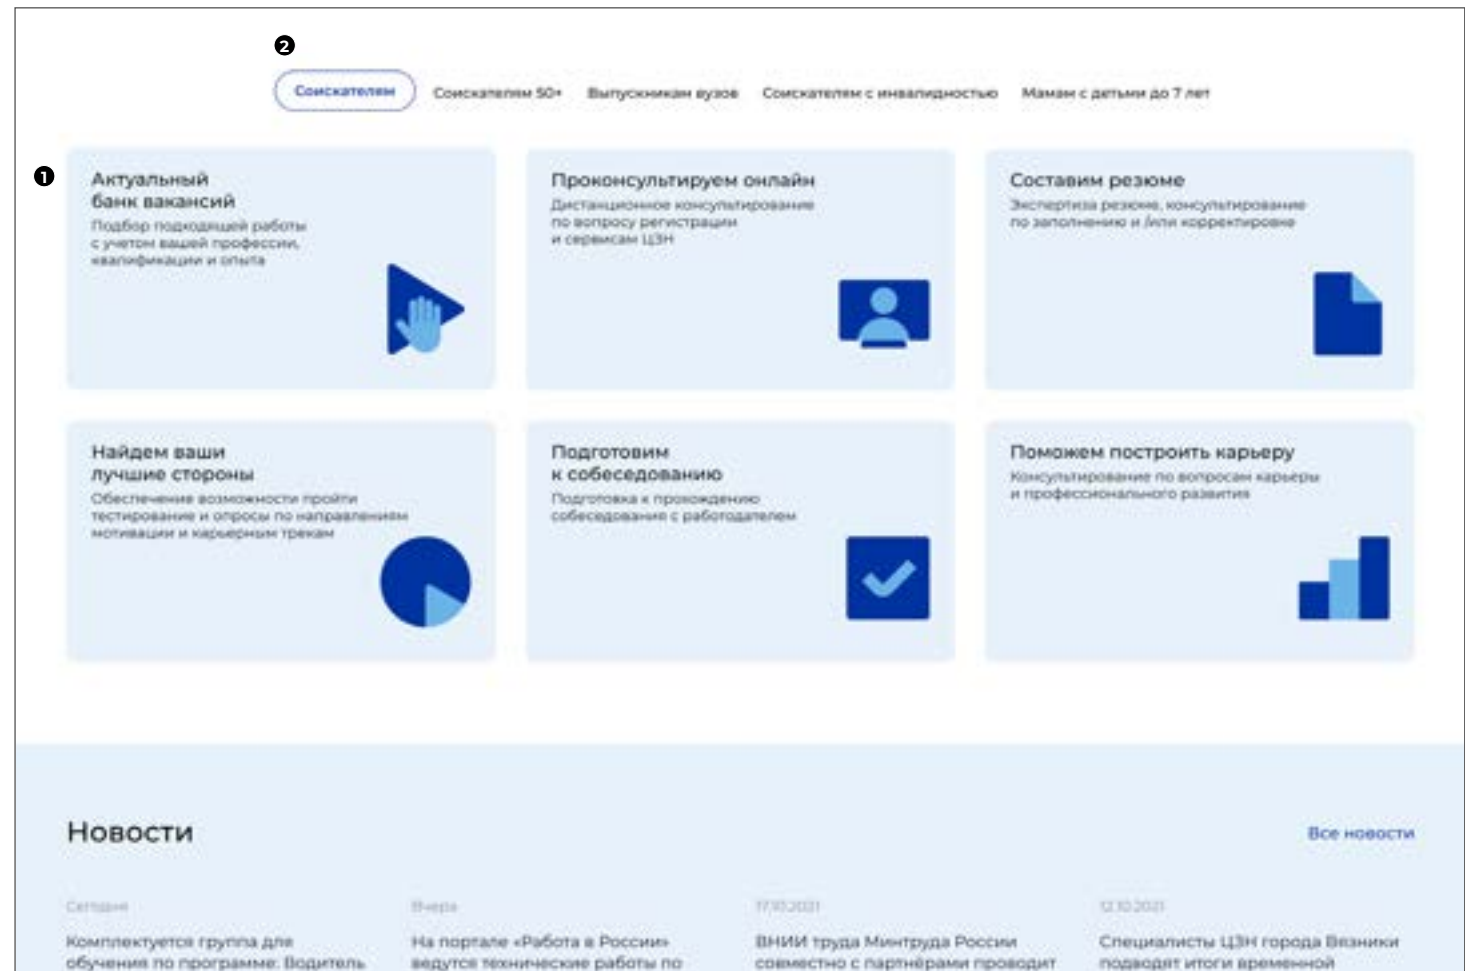 ❷
Соискателям Соискателям 50+ Выпускникам вузов Соискателям с инвалидностью Мамам с детьми до 7 лет
❶
Актуальный
банк вакансий
Подбор подходящей работы
с учетом вашей профессии,
квалификации и опыта
Проконсультируем онлайн
Дистанционное консультирование
по вопросу регистрации
и сервисам ЦЗН
Составим резюме
Экспертиза резюме, консультирование
по заполнению и /или корректировке
Найдем ваши
лучшие стороны
Обеспечение возможности пройти
тестирование и опросы по направлениям
мотивации и карьерным трекам
Подготовим
к собеседованию
Подготовка к прохождению
собеседования с работодателем
Поможем построить карьеру
Консультирование по вопросам карьеры
и профессионального развития
Новости
Все новости
Сегодня
Комплектуется группа для
обучения по программе: Водитель
Вчера
На портале «Работа в России»
ведутся технические работы по
17.10.2021
ВНИИ труда Минтруда России
совместно с партнёрами проводит
12.10.2021
Специалисты ЦЗН города Вязники
подводят итоги временной